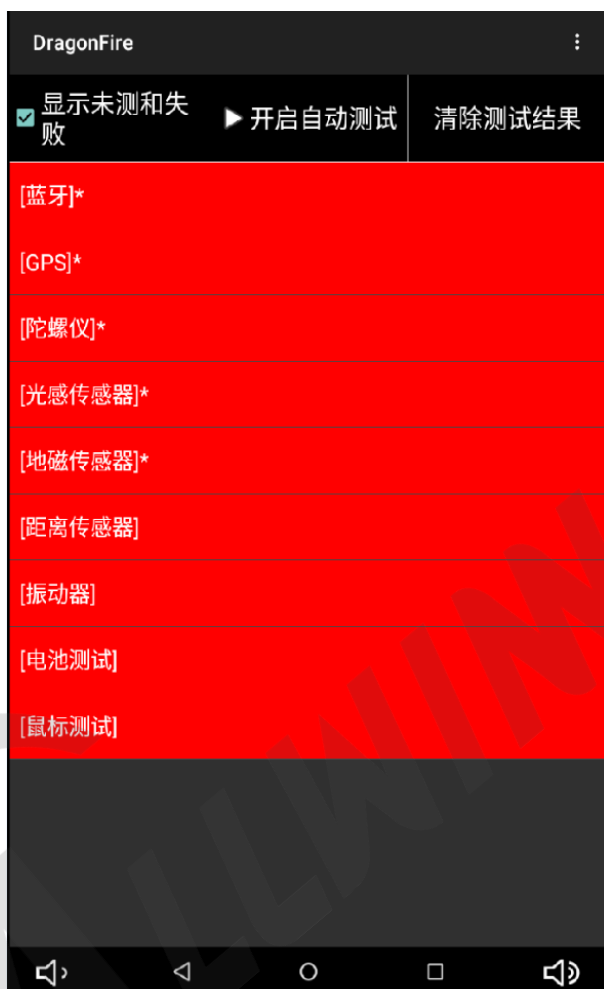 DragonFire
显示未测和失
败
开启自动测试
清除测试结果
[蓝牙]*
[GPS]*
[陀螺仪]*
[光感传感器]*
[地磁传感器]*
[距离传感器]
[振动器]
[电池测试]
[鼠标测试]
ALLWIN